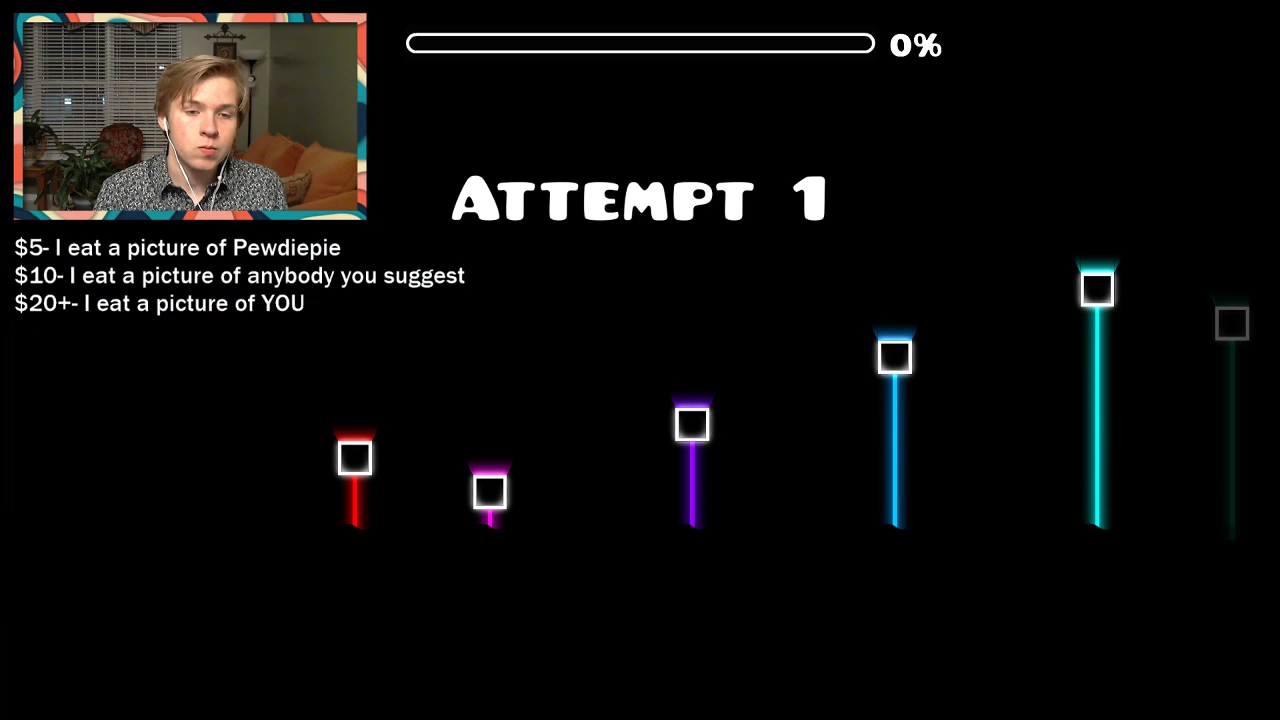 0%
ATTEMPT 1
$5- I eat a picture of Pewdiepie
$10- I eat a picture of anybody you suggest
$20+- I eat a picture of YOU